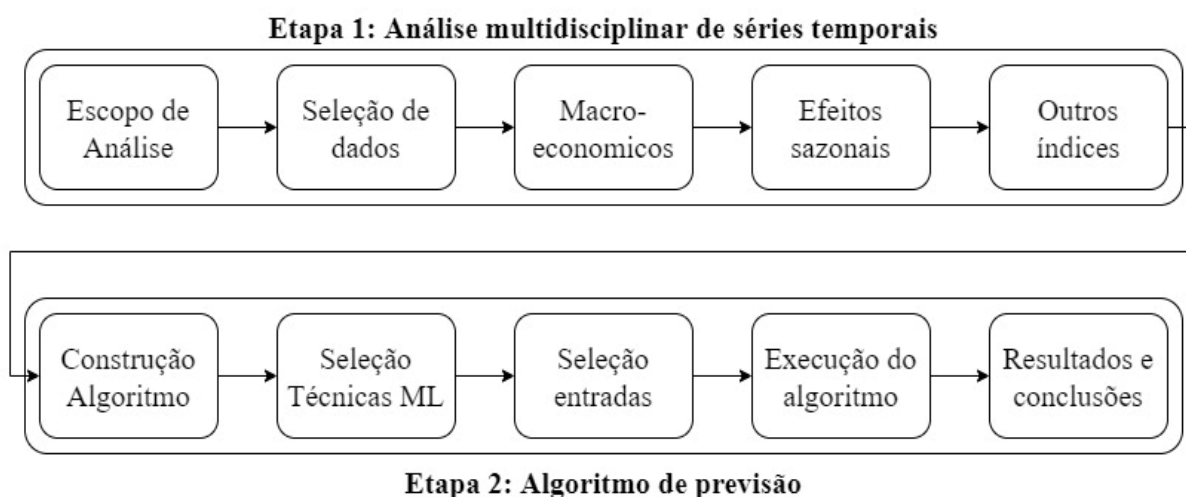 Etapa 1: Análise multidisciplinar de séries temporais
Escopo de
Análise
Seleção de
dados
Macro-
economicos
Efeitos
sazonais
Outros
índices
Construção
Algoritmo
Seleção
Técnicas ML
Seleção
entradas
Execução do
algoritmo
Resultados e
conclusões
Etapa 2: Algoritmo de previsão